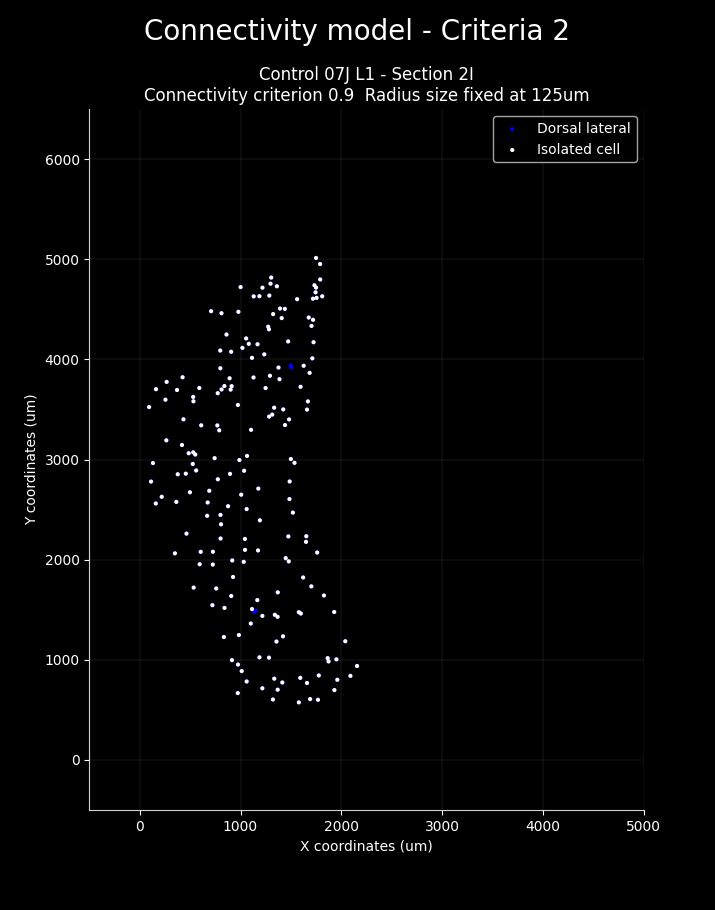 Connectivity model - Criteria 2
Control 07J L1 - Section 2I
Connectivity criterion 0.9  Radius size fixed at 125um
Dorsal lateral
Isolated cell
6000
5000
4000
3000
2000
1000
0
Y coordinates (um)
0 1000 2000 3000 4000 5000
X coordinates (um)